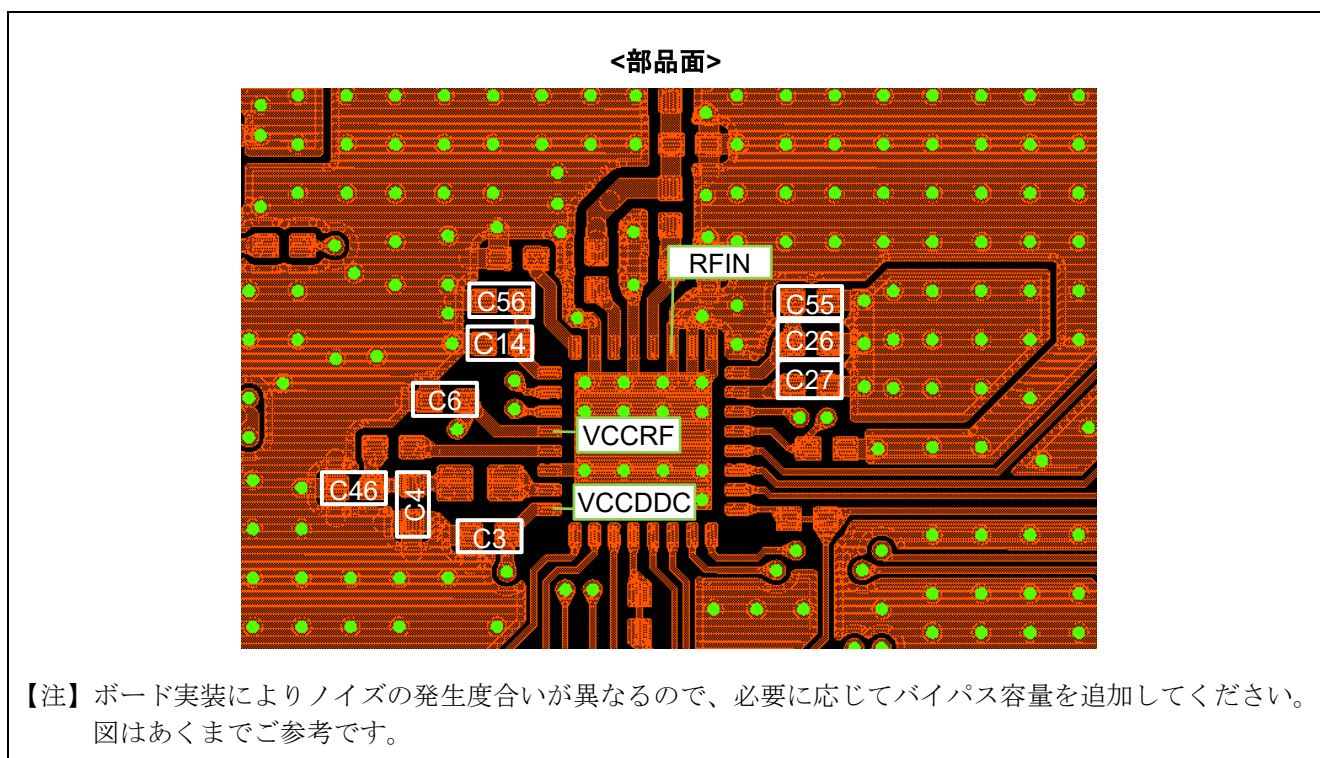 <部品面>
RFIN
C56
C55
C14
C26
C27
C6
VCCRF
C46
C4
VCCDDC
C3
【注】ボード実装によりノイズの発生度合いが異なるので、必要に応じてバイパス容量を追加してください。
図はあくまでご参考です。